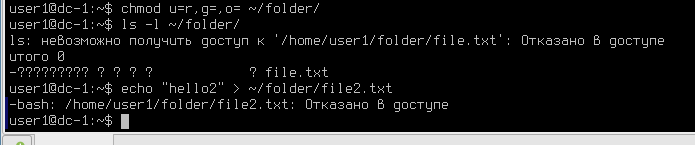 user1@dc-1:~$ chmod u=r,g=,o= ~/folder/
user1@dc-1:~$ ls -l ~/folder/
ls: невозможно получить доступ к '/home/user1/folder/file.txt': Отказано в доступе
итого 0
-????????? ? ? ? ?            ? file.txt
user1@dc-1:~$ echo "hello2" > ~/folder/file2.txt
-bash: /home/user1/folder/file2.txt: Отказано в доступе
user1@dc-1:~$